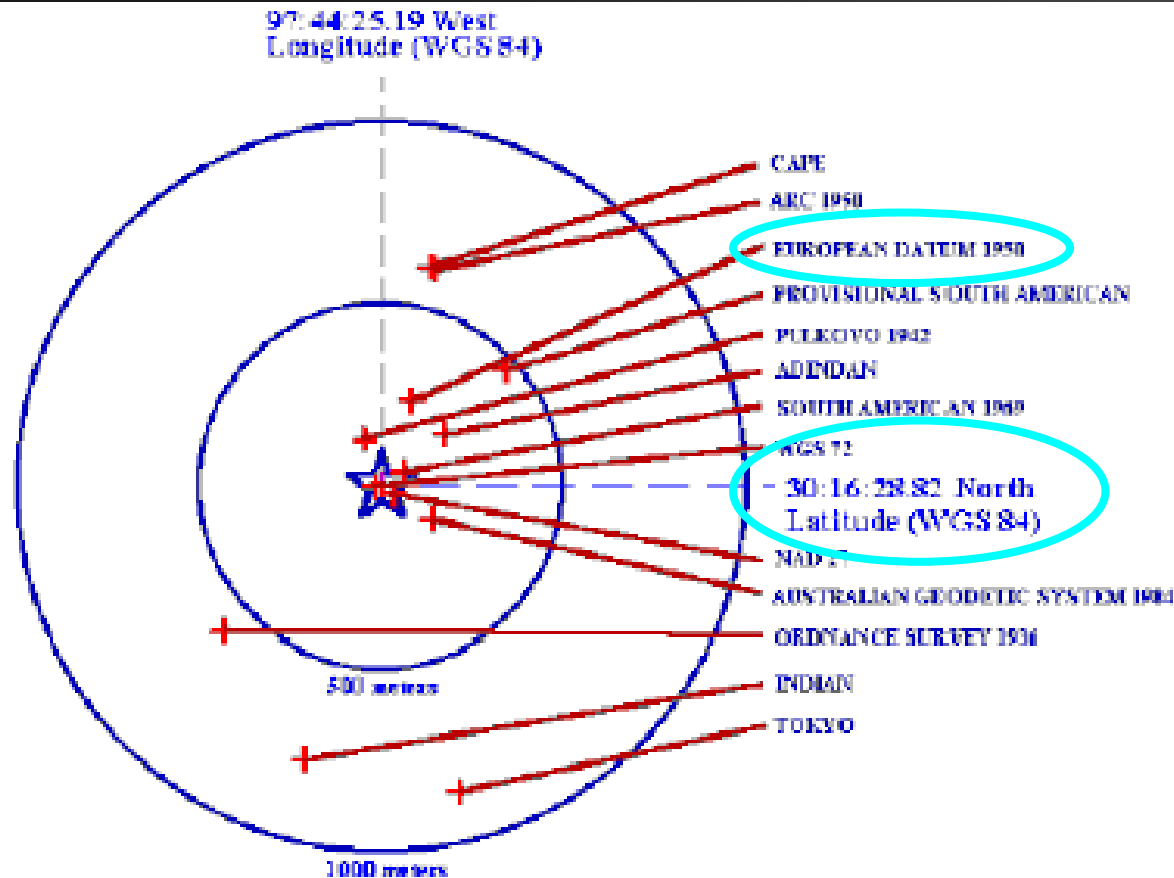 97:44:25.19 West
Longitude (WGS 84)
CAPE
ARC 1950
EUROPEAN DATUM 1950
PROVISIONAL SOUTH AMERICAN
PULKOVO 1942
ADINDAN
SOUTH AMERICAN 1969
WGS 72
30:16:28.82 North
Latitude (WGS 84)
NAD 27
AUSTRALIAN GEODETIC SYSTEM 1984
ORDNANCE SURVEY 1936
500 meters
INDIAN
TOKYO
1000 meters